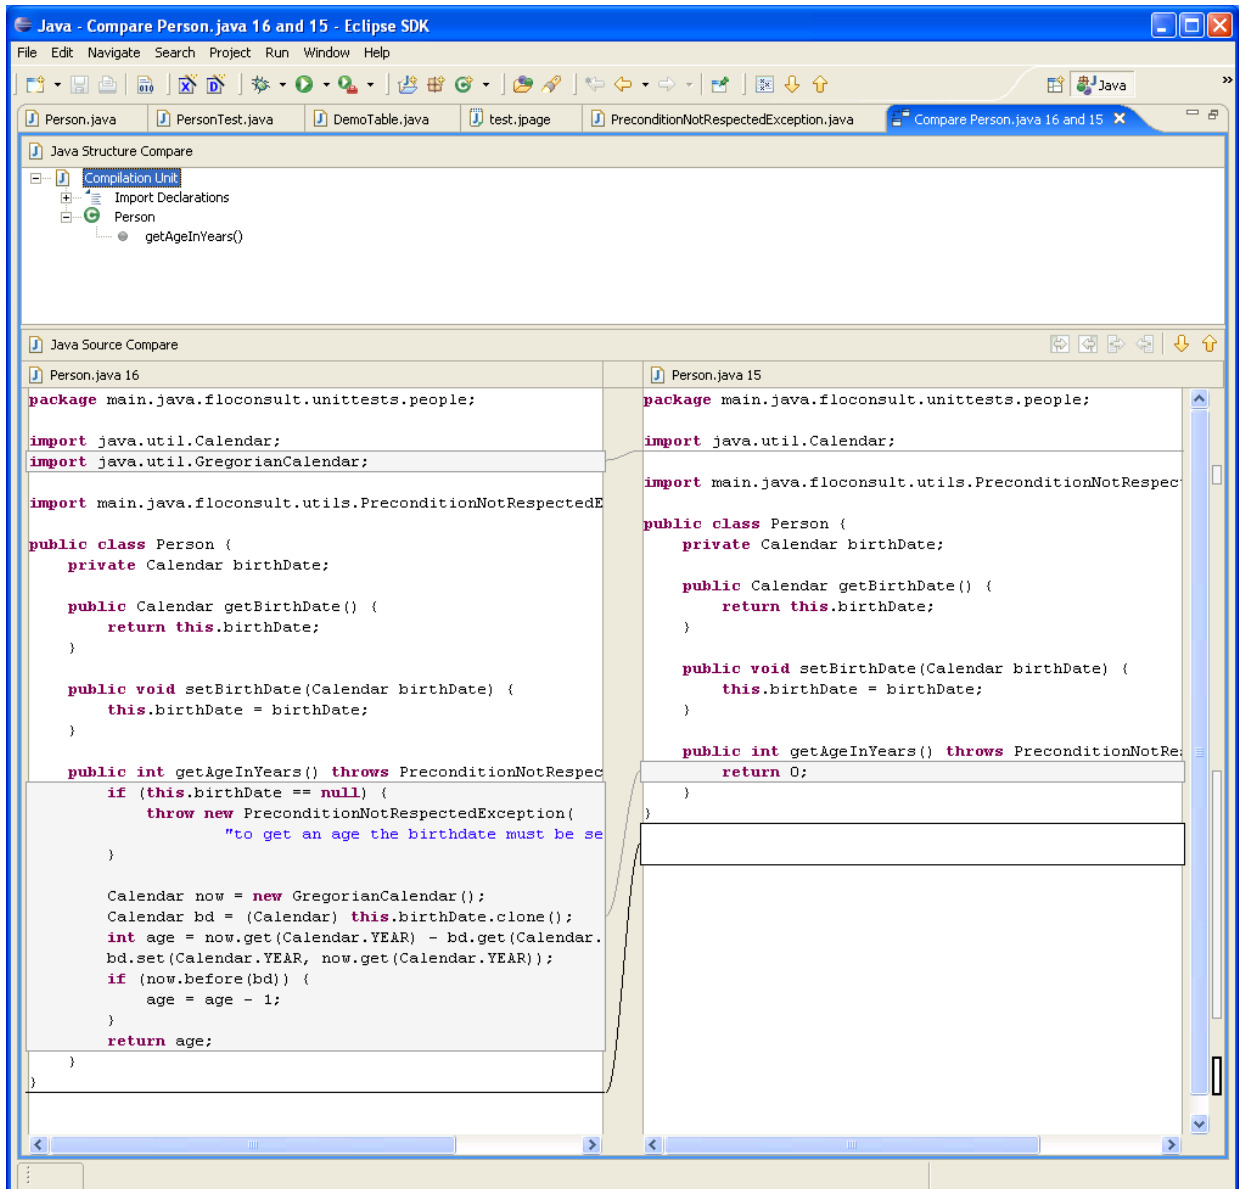 Java - Compare Person.java 16 and 15 - Eclipse SDK
File Edit Navigate Search Project Run Window Help
Java
Person.java PersonTest.java DemoTable.java test.jpage PreconditionNotRespectedException.java Compare Person.java 16 and 15
Java Structure Compare
Compilation Unit
Import Declarations
Person
getAgeInYears()
Java Source Compare
Person.java 16
package main.java.floconsult.unittests.people;
import java.util.Calendar;
import java.util.GregorianCalendar;
import main.java.floconsult.utils.PreconditionNotRespectedE
public class Person {
private Calendar birthDate;
public Calendar getBirthDate() {
return this.birthDate;
}
public void setBirthDate(Calendar birthDate) {
this.birthDate = birthDate;
}
public int getAgeInYears() throws PreconditionNotRespec
if (this.birthDate == null) {
throw new PreconditionNotRespectedException(
"to get an age the birthdate must be se
}
Calendar now = new GregorianCalendar();
Calendar bd = (Calendar) this.birthDate.clone();
int age = now.get(Calendar.YEAR) - bd.get(Calendar.
bd.set(Calendar.YEAR, now.get(Calendar.YEAR));
if (now.before(bd)) {
age = age - 1;
}
return age;
}
}
Person.java 15
package main.java.floconsult.unittests.people;
import java.util.Calendar;
import main.java.floconsult.utils.PreconditionNotRespec
public class Person {
private Calendar birthDate;
public Calendar getBirthDate() {
return this.birthDate;
}
public void setBirthDate(Calendar birthDate) {
this.birthDate = birthDate;
}
public int getAgeInYears() throws PreconditionNotRe
return 0;
}
}